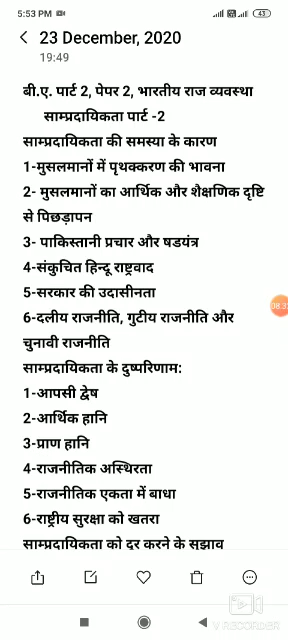 5:53 PM
43
23 December, 2020
19:49
बी.ए. पार्ट 2, पेपर 2, भारतीय राज व्यवस्था
साम्प्रदायिकता पार्ट -2
साम्प्रदायिकता की समस्या के कारण
1-मुसलमानों में पृथक्करण की भावना
2- मुसलमानों का आर्थिक और शैक्षणिक दृष्टि
से पिछड़ापन
3- पाकिस्तानी प्रचार और षडयंत्र
4-संकुचित हिन्दू राष्ट्रवाद
5-सरकार की उदासीनता
6-दलीय राजनीति, गुटीय राजनीति और
चुनावी राजनीति
साम्प्रदायिकता के दुष्परिणाम:
1-आपसी द्वेष
2-आर्थिक हानि
3-प्राण हानि
4-राजनीतिक अस्थिरता
5-राजनीतिक एकता में बाधा
6-राष्ट्रीय सुरक्षा को खतरा
साम्प्रदायिकता को दूर करने के सुझाव
V RECORDER